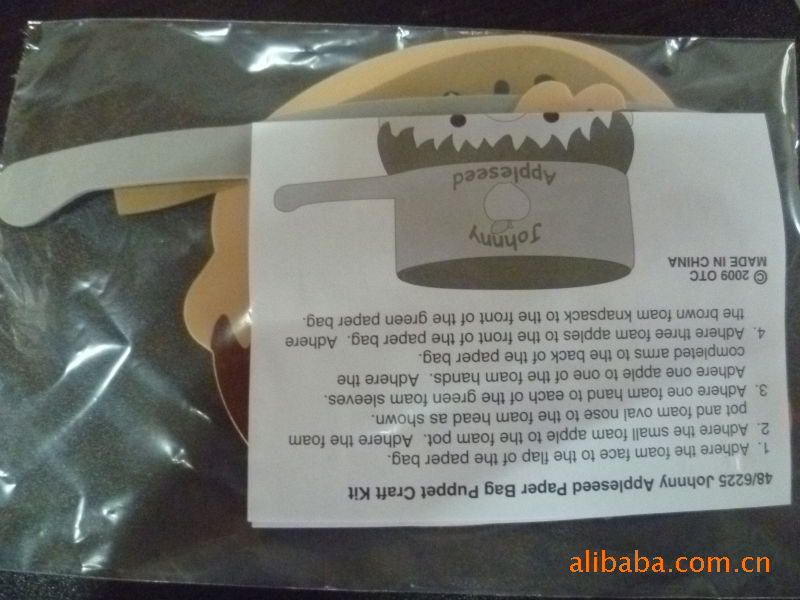 48/6225 Johnny Appleseed Paper Bag Puppet Craft Kit
1. Adhere the foam face to the flap of the paper bag.
2. Adhere the small foam apple to the foam pot. Adhere the foam
pot and foam oval nose to the foam head as shown.
3. Adhere one foam hand to each of the green foam sleeves.
Adhere one apple to one of the foam hands. Adhere the
completed arms to the back of the paper bag.
4. Adhere three foam apples to the front of the paper bag. Adhere
the brown foam knapsack to the front of the green paper bag.
© 2009 OTC
MADE IN CHINA
Johnny
Appleseed
alibaba.com.cn